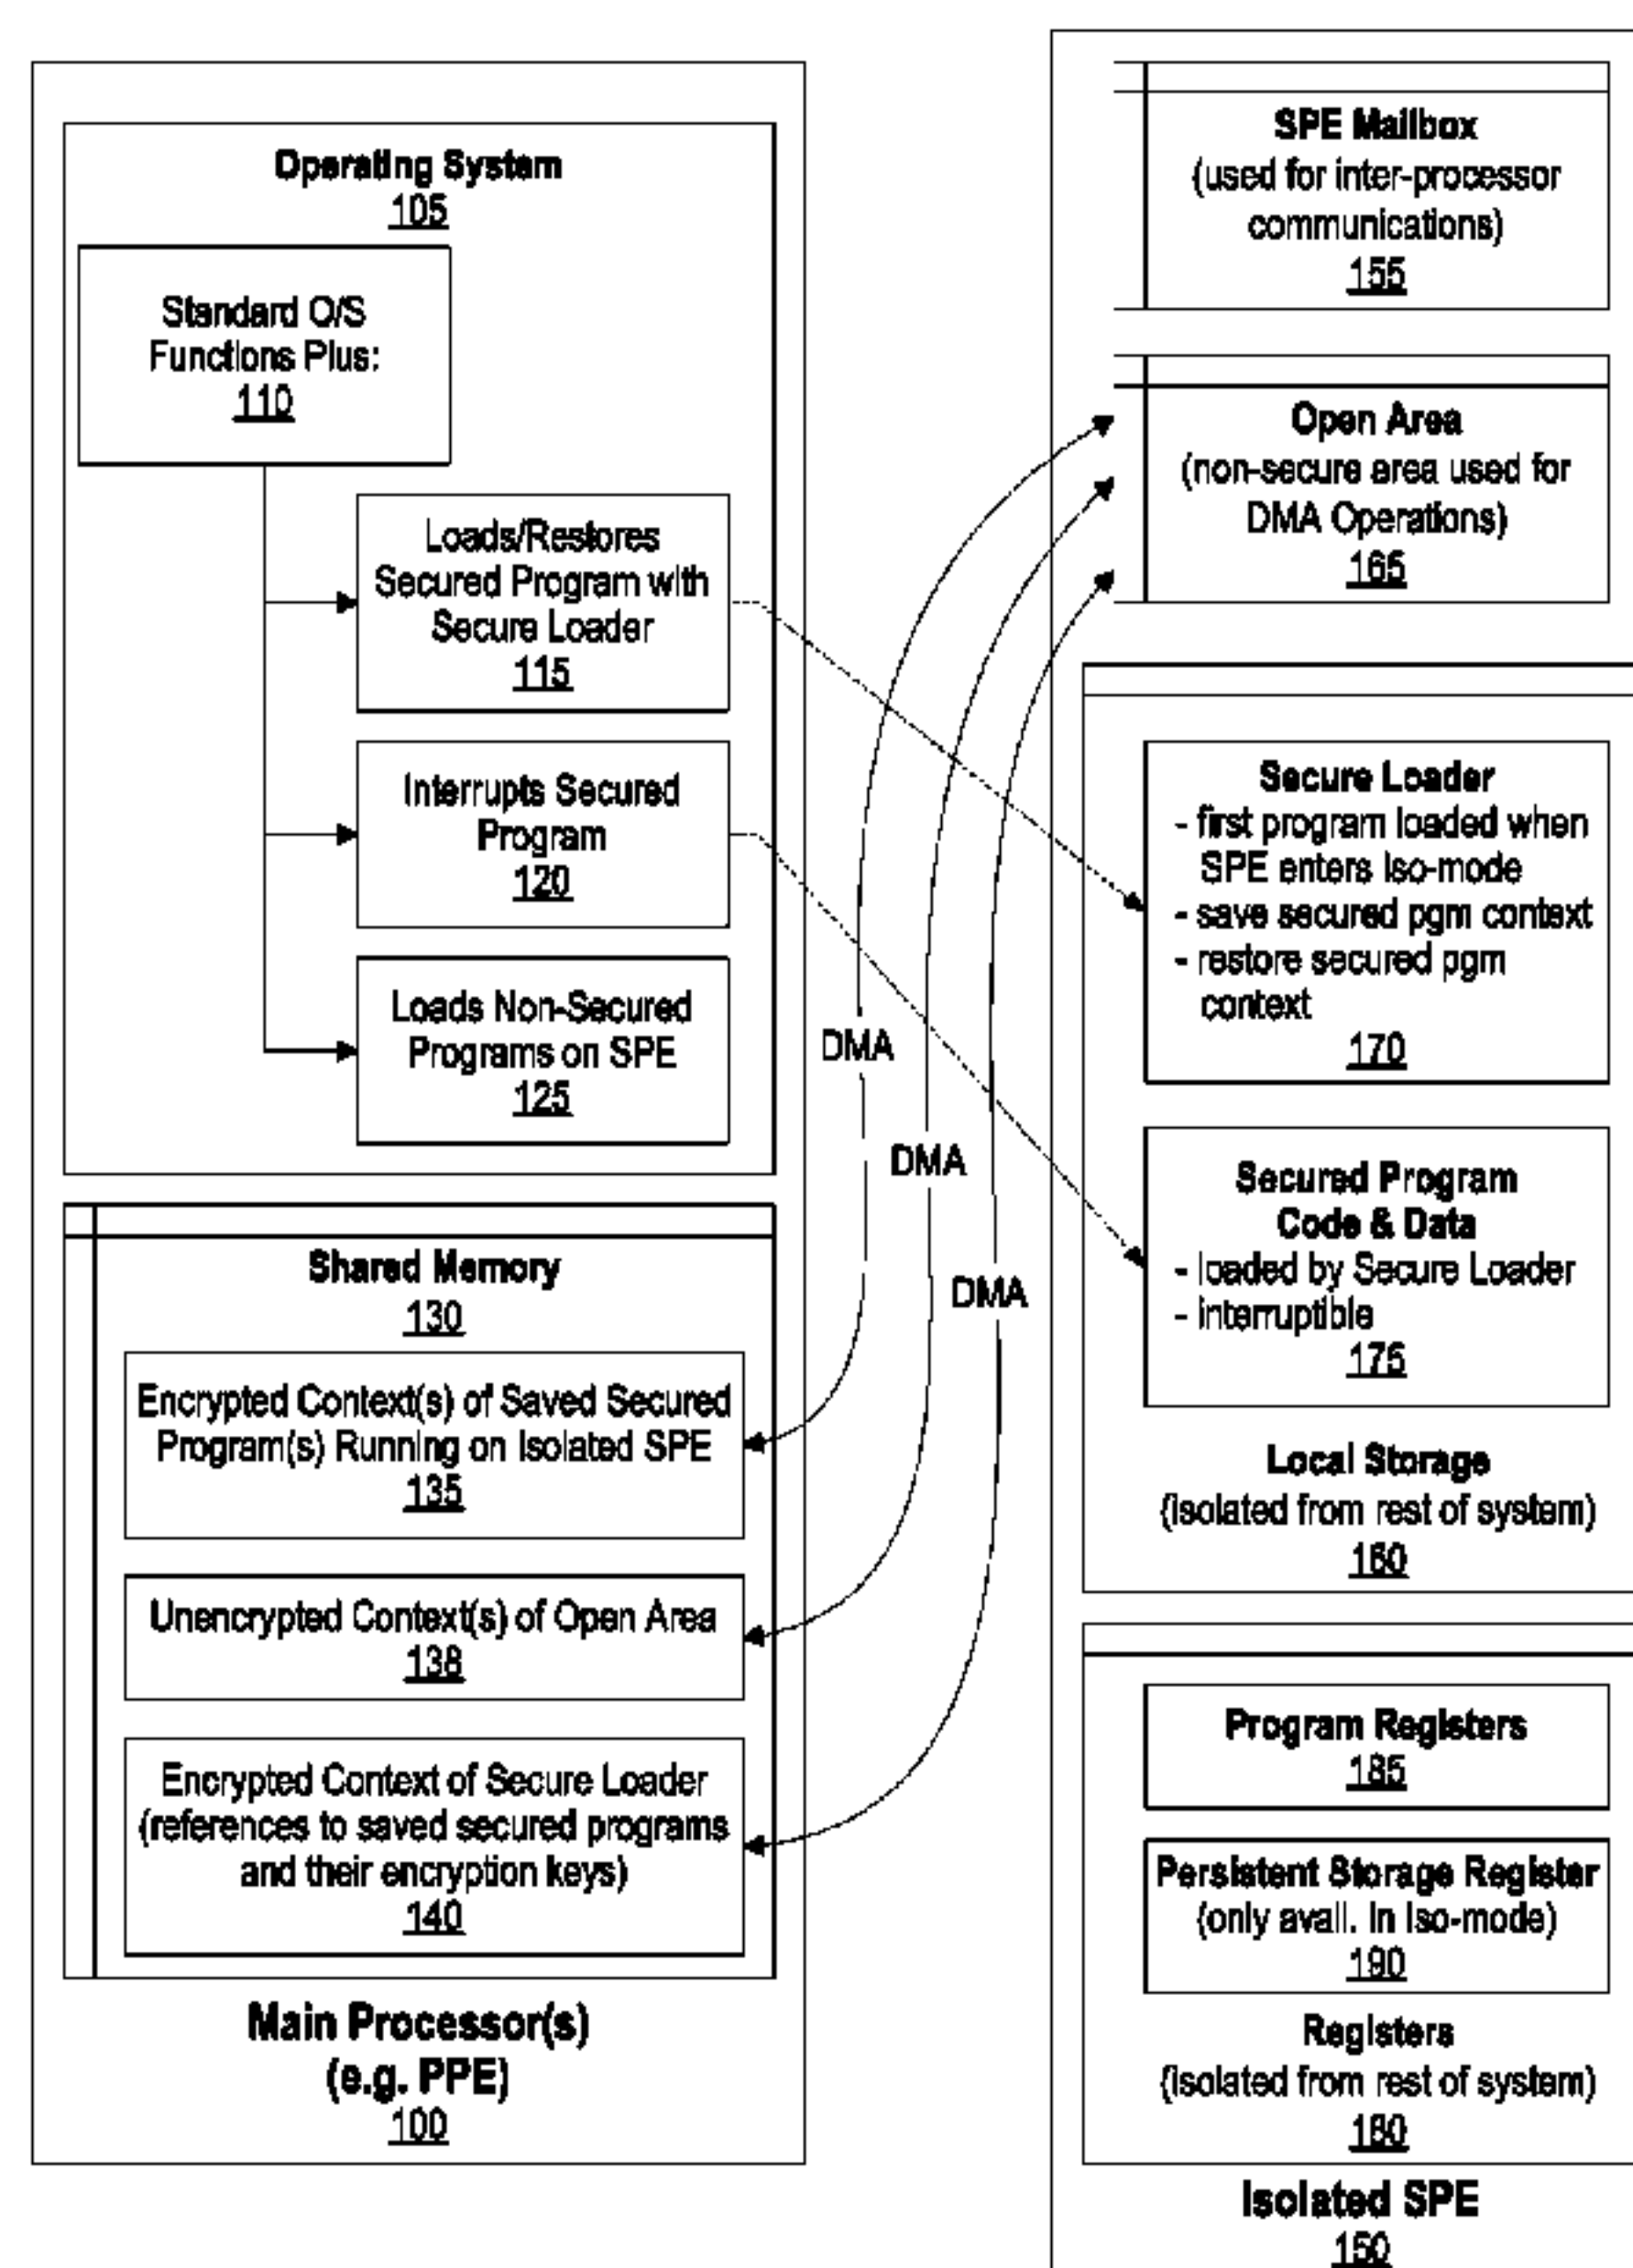 Operating System
105
Standard O/S
Functions Plus:
110
Loads/Restores
Secured Program with
Secure Loader
115
Interrupts Secured
Program
120
Loads Non-Secured
Programs on SPE
125
Shared Memory
130
Encrypted Context(s) of Saved Secured
Program(s) Running on Isolated SPE
135
Unencrypted Context(s) of Open Area
138
Encrypted Context of Secure Loader
(references to saved secured programs
and their encryption keys)
140
Main Processor(s)
(e.g. PPE)
100
DMA
DMA
DMA
SPE Mailbox
(used for inter-processor
communications)
155
Open Area
(non-secure area used for
DMA Operations)
165
Secure Loader
- first program loaded when
SPE enters iso-mode
- save secured pgm context
- restore secured pgm
context
170
Secured Program
Code & Data
- loaded by Secure Loader
- interruptible
175
Local Storage
(isolated from rest of system)
160
Program Registers
185
Persistent Storage Register
(only avail. in iso-mode)
190
Registers
(isolated from rest of system)
180
Isolated SPE
150